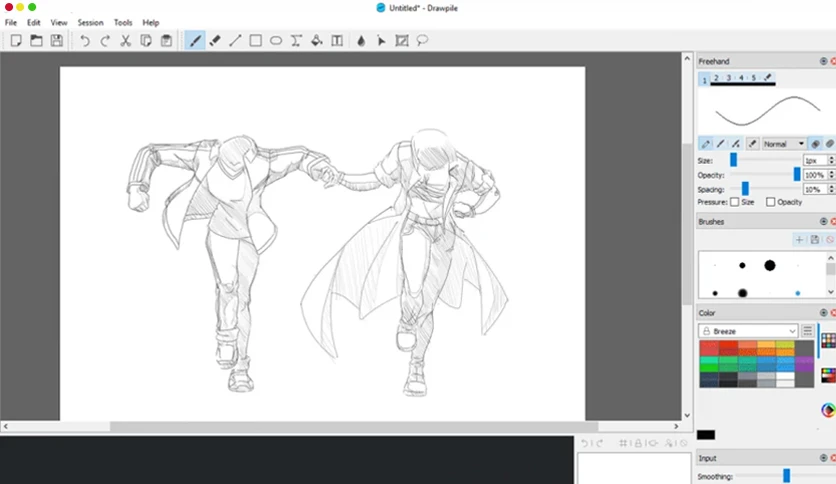 Untitled* - Drawpile
File Edit View Session Tools Help
Freehand
1 2 3 4 5
Normal
Size: 1px
Opacity: 100%
Spacing: 10%
Pressure: Size Opacity
Brushes
Color
Breeze
Input
Smoothing: